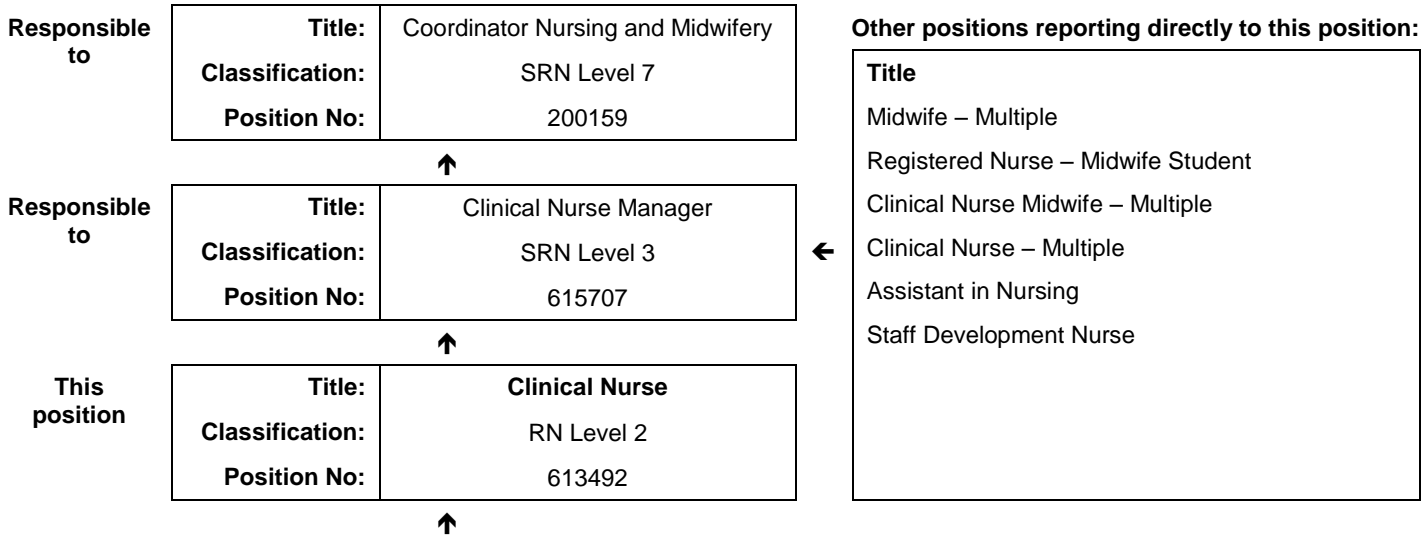 Responsible to
Title: Coordinator Nursing and Midwifery
Classification: SRN Level 7
Position No: 200159
Responsible to
Title: Clinical Nurse Manager
Classification: SRN Level 3
Position No: 615707
This position
Title: Clinical Nurse
Classification: RN Level 2
Position No: 613492
Other positions reporting directly to this position:
Title
Midwife – Multiple
Registered Nurse – Midwife Student
Clinical Nurse Midwife – Multiple
Clinical Nurse – Multiple
Assistant in Nursing
Staff Development Nurse